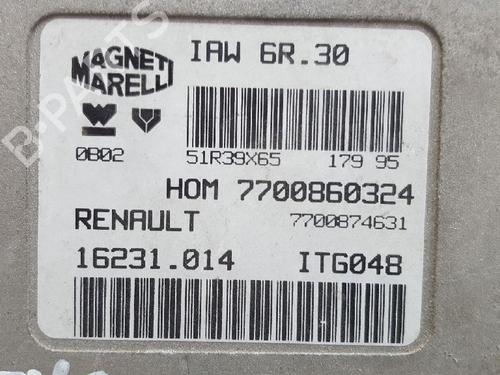 MAGNETI
MARELLI
IAW 6R.30
0B02
51R39X65
179 95
HOM 7700860324
RENAULT
7700874631
16231.014
ITG048
B-PARTS